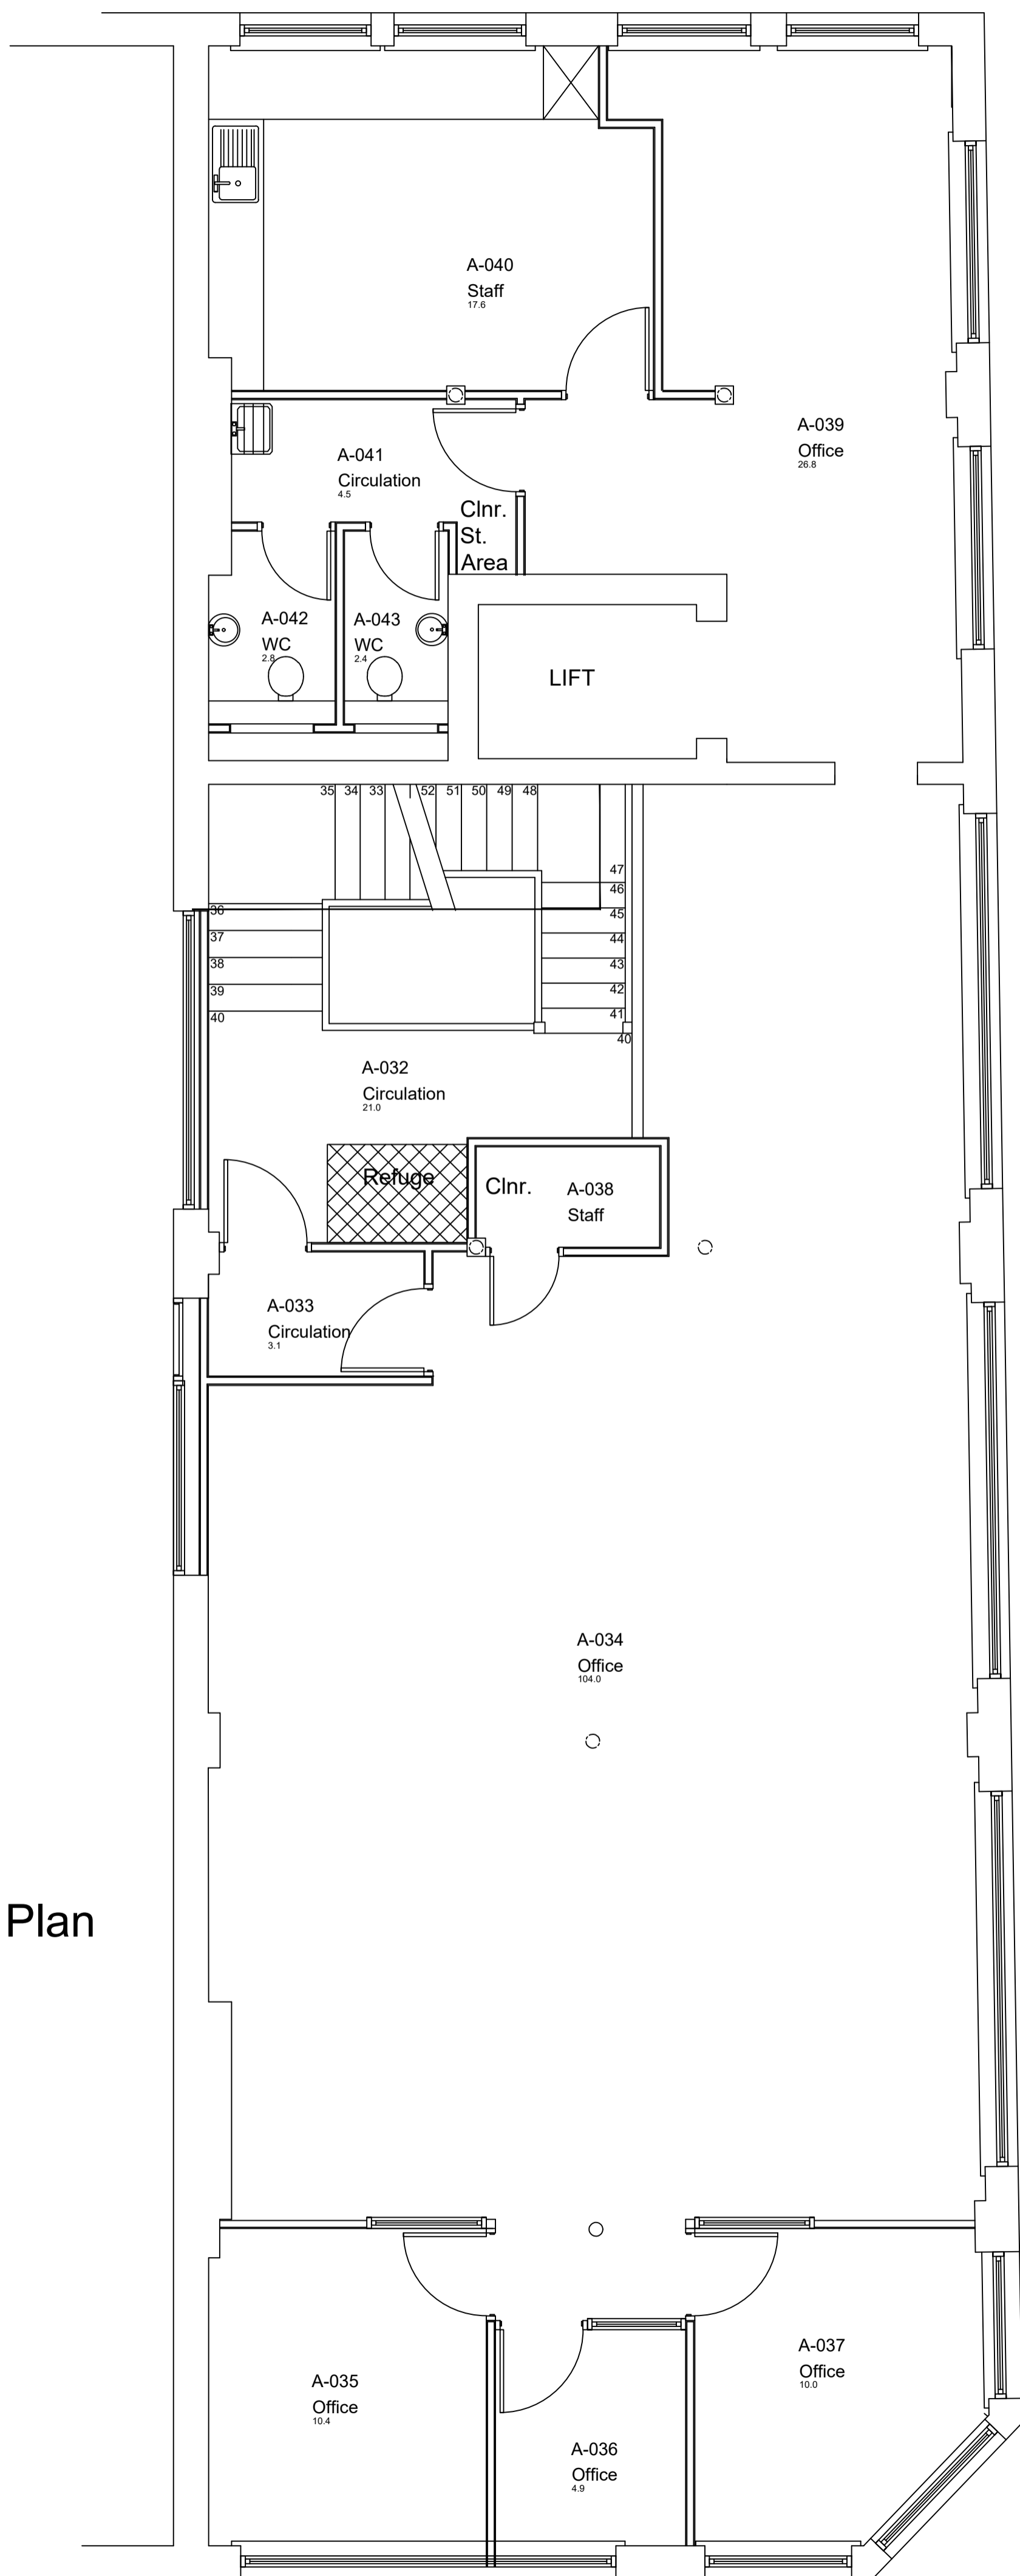 A-040
Staff
17.6
A-039
Office
26.8
A-041
Circulation
4.5
Clnr.
St.
Area
A-042
WC
2.8
A-043
WC
2.4
LIFT
35 34 33 52 51 50 49 48
47
46
45
44
43
42
41
40
36
37
38
39
40
A-032
Circulation
21.0
Refuge
Clnr.
A-038
Staff
A-033
Circulation
3.1
A-034
Office
104.0
Plan
A-035
Office
10.4
A-036
Office
4.9
A-037
Office
10.0